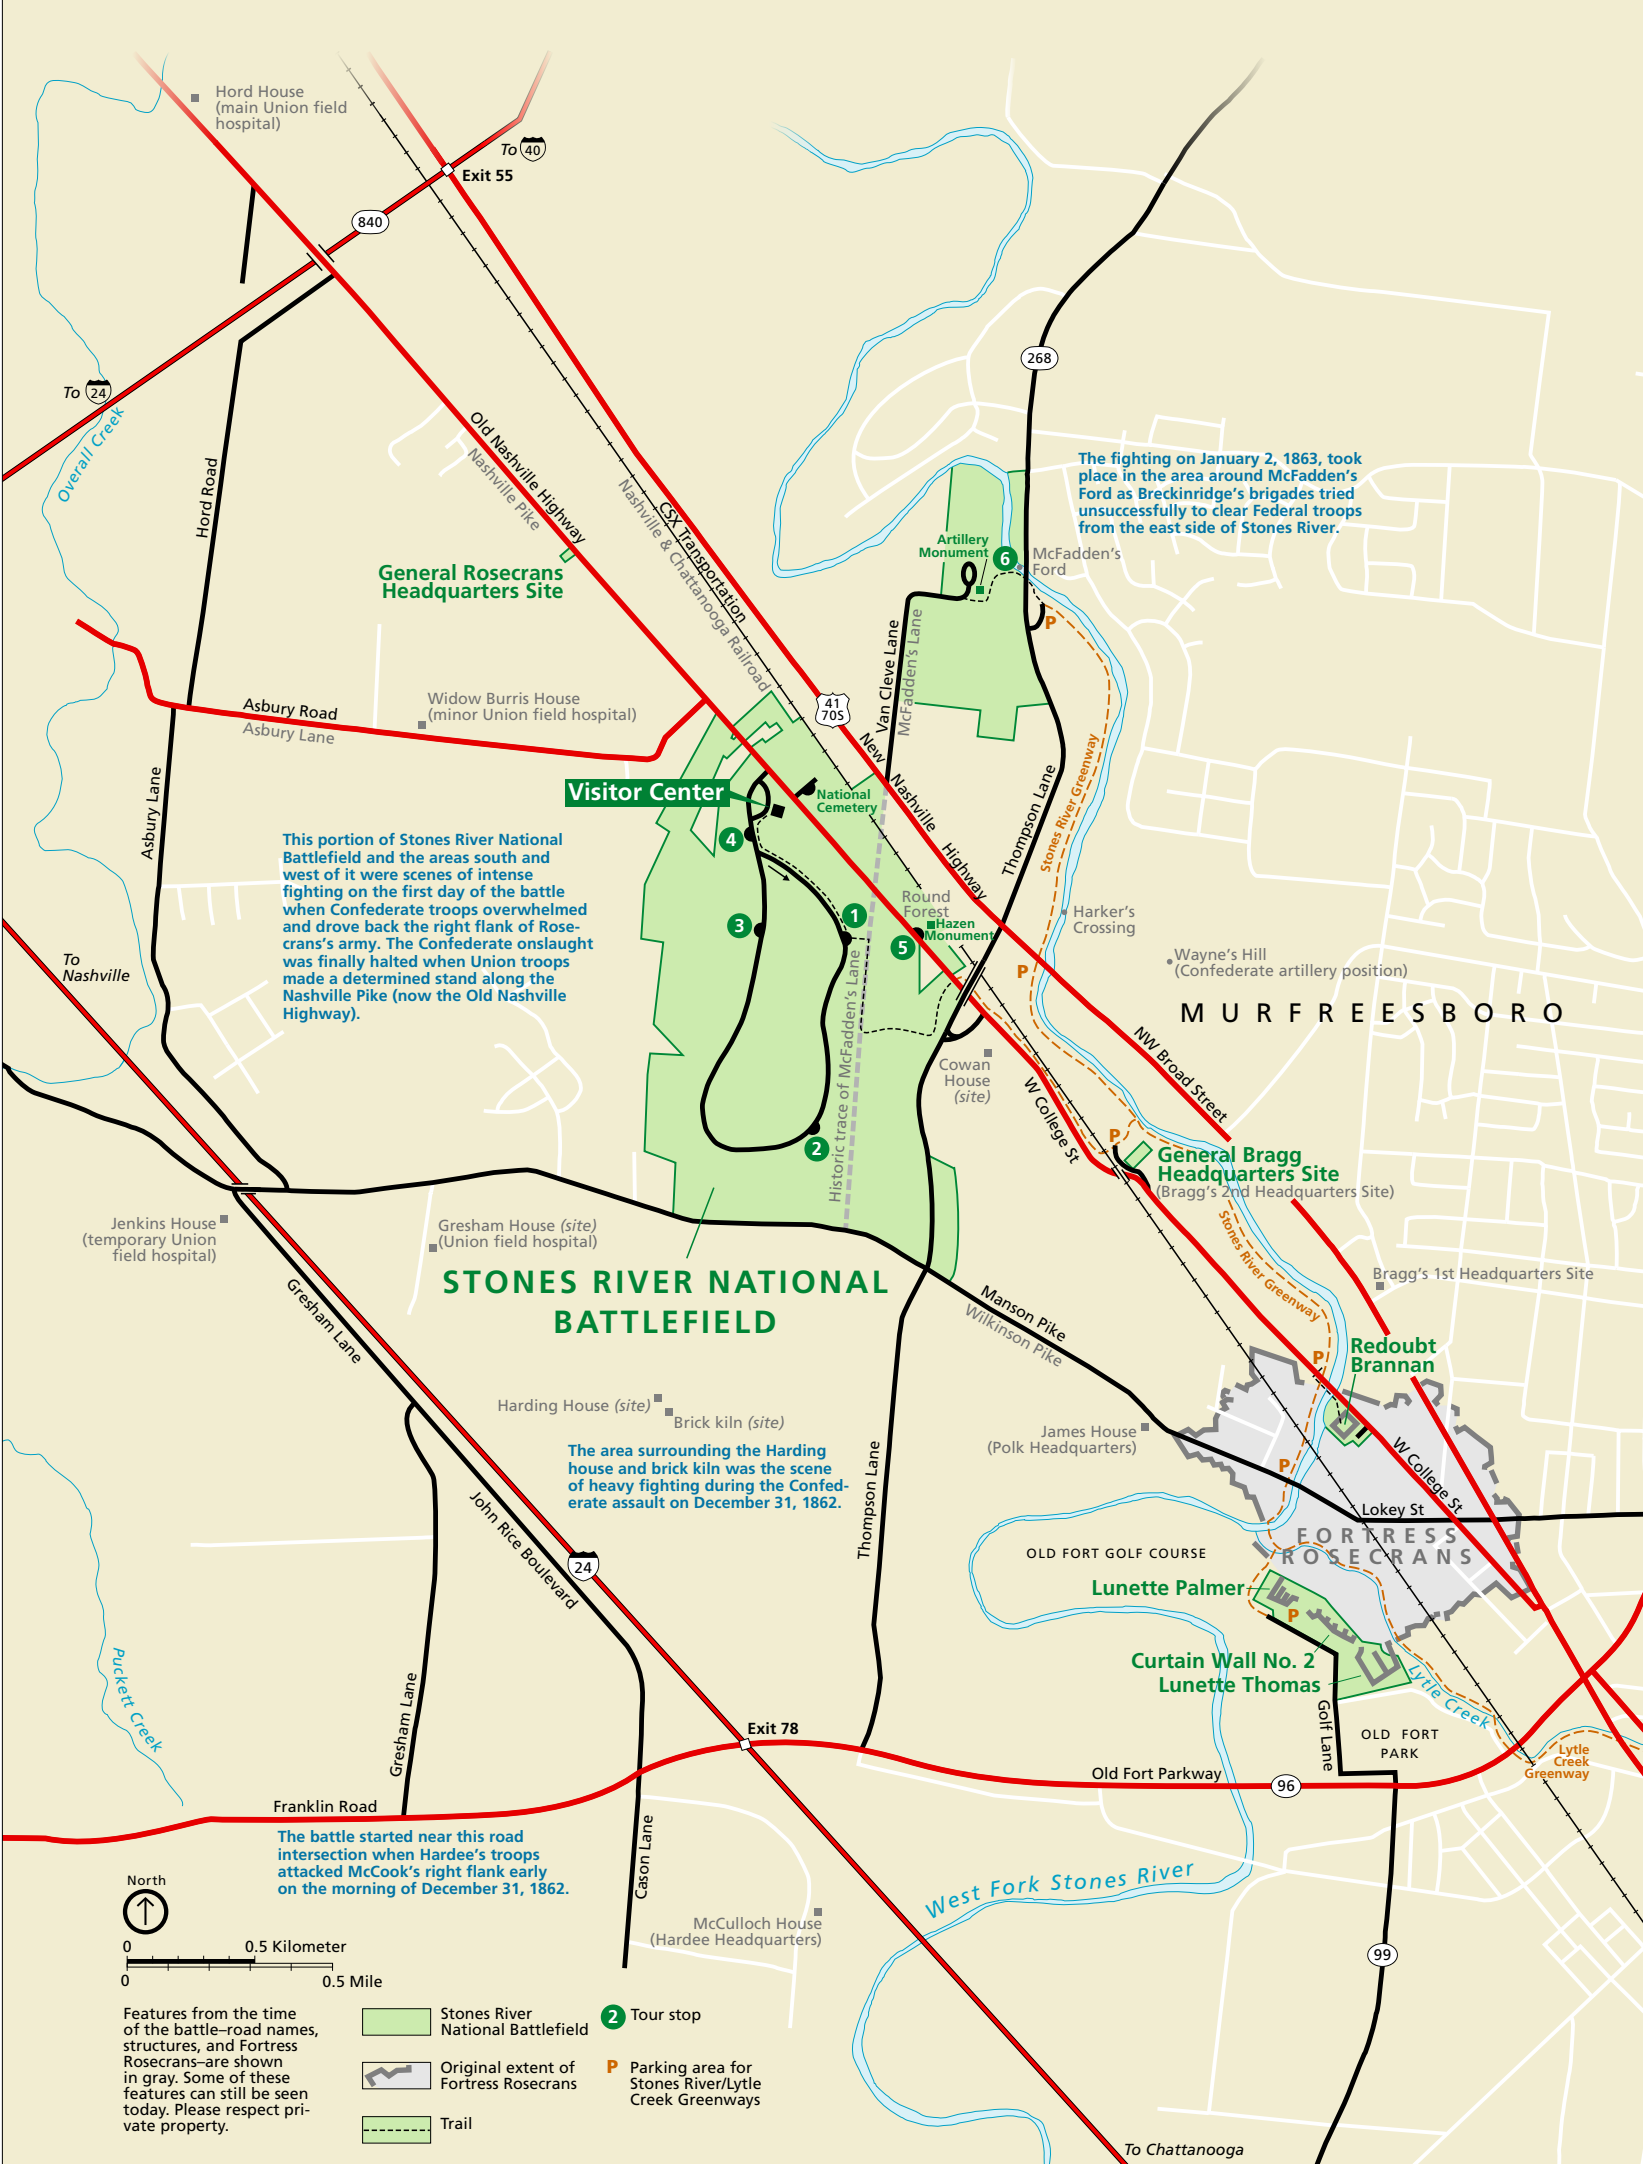 Hord House
(main Union field
hospital)
To 40
Exit 55
840
268
To 24
Overall Creek
Hord Road
Old Nashville Highway
Nashville Pike
CSX Transportation
Nashville & Chattanooga Railroad
The fighting on January 2, 1863, took
place in the area around McFadden's
Ford as Breckinridge's brigades tried
unsuccessfully to clear Federal troops
from the east side of Stones River.
Artillery
Monument
6
McFadden's
Ford
General Rosecrans
Headquarters Site
P
Van Cleve Lane
McFadden's Lane
Asbury Road
Asbury Lane
Widow Burris House
(minor Union field hospital)
41
70S
New Nashville Highway
Stones River Greenway
Thompson Lane
Asbury Lane
Visitor Center
National
Cemetery
4
This portion of Stones River National
Battlefield and the areas south and
west of it were scenes of intense
fighting on the first day of the battle
when Confederate troops overwhelmed
and drove back the right flank of Rose-
crans's army. The Confederate onslaught
was finally halted when Union troops
made a determined stand along the
Nashville Pike (now the Old Nashville
Highway).
3
1
Round
Forest
Hazen
Monument
5
Harker's
Crossing
To
Nashville
P
Wayne's Hill
(Confederate artillery position)
MURFREESBORO
Historic trace of McFadden's Lane
Cowan
House
(site)
NW Broad Street
W College St
2
P
General Bragg
Headquarters Site
(Bragg's 2nd Headquarters Site)
Jenkins House
(temporary Union
field hospital)
Gresham House (site)
(Union field hospital)
Stones River Greenway
STONES RIVER NATIONAL
BATTLEFIELD
Bragg's 1st Headquarters Site
Gresham Lane
Manson Pike
Wilkinson Pike
P
Redoubt
Brannan
Harding House (site)
Brick kiln (site)
James House
(Polk Headquarters)
The area surrounding the Harding
house and brick kiln was the scene
of heavy fighting during the Confed-
erate assault on December 31, 1862.
P
W College St
Thompson Lane
Lokey St
John Rice Boulevard
24
FORTRESS
ROSECRANS
OLD FORT GOLF COURSE
Lunette Palmer
P
Curtain Wall No. 2
Lunette Thomas
Lytle Creek
Puckett Creek
Gresham Lane
Exit 78
Golf Lane
OLD FORT
PARK
Lytle
Creek
Greenway
Old Fort Parkway
96
Franklin Road
The battle started near this road
intersection when Hardee's troops
attacked McCook's right flank early
on the morning of December 31, 1862.
Cason Lane
West Fork Stones River
McCulloch House
(Hardee Headquarters)
99
North
0 0.5 Kilometer
0 0.5 Mile
Features from the time
of the battle–road names,
structures, and Fortress
Rosecrans–are shown
in gray. Some of these
features can still be seen
today. Please respect pri-
vate property.
Stones River
National Battlefield
Original extent of
Fortress Rosecrans
Trail
2 Tour stop
P Parking area for
Stones River/Lytle
Creek Greenways
To Chattanooga